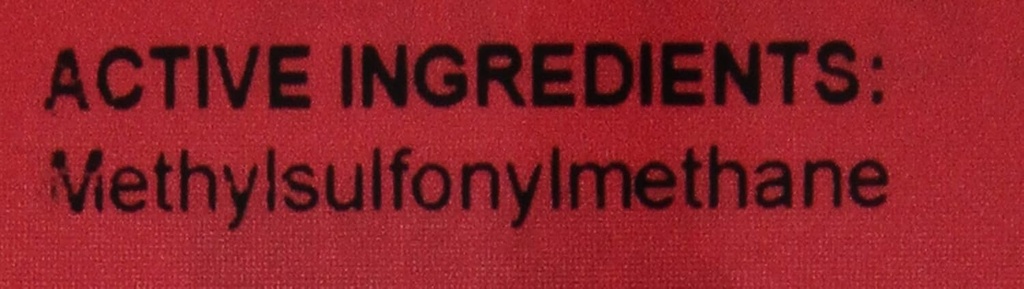 ACTIVE INGREDIENTS:
Methylsulfonylmethane